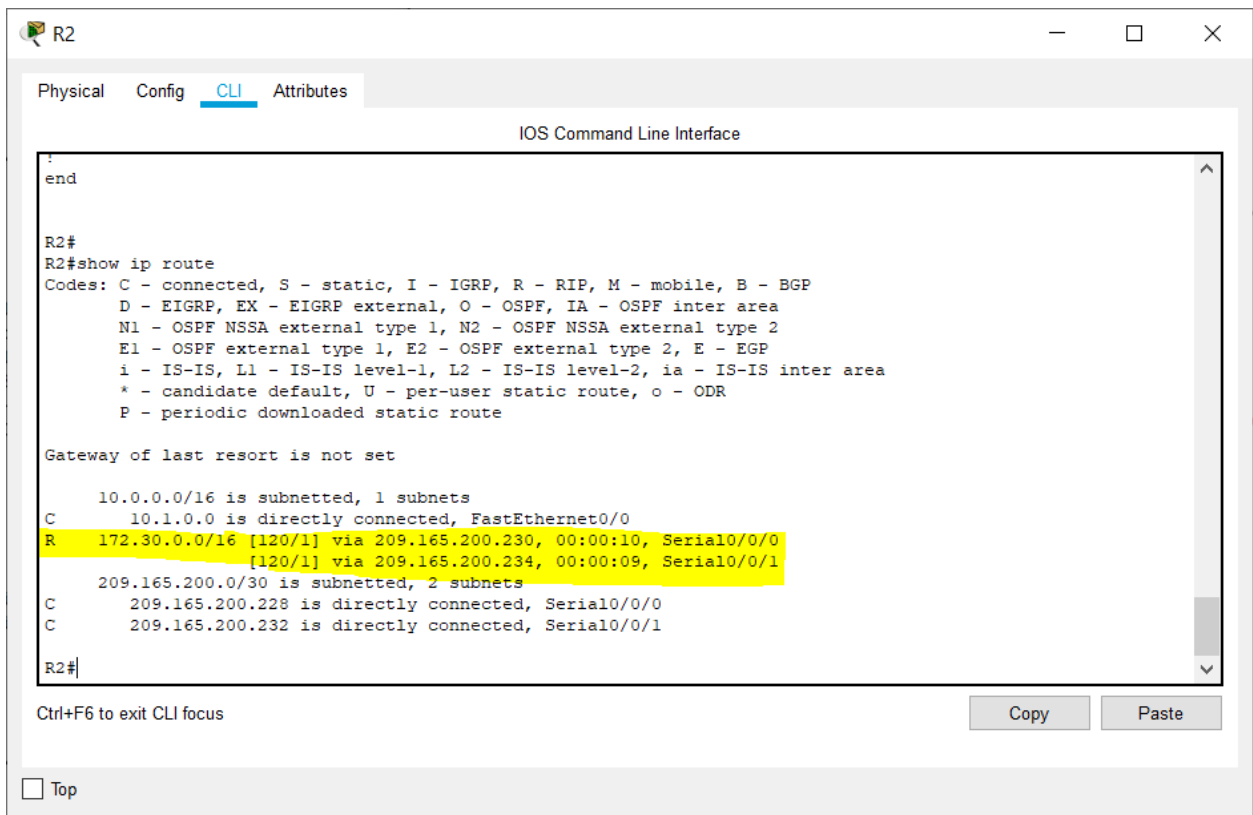 R2
Physical Config CLI Attributes
IOS Command Line Interface
!
end
R2#
R2#show ip route
Codes: C - connected, S - static, I - IGRP, R - RIP, M - mobile, B - BGP
D - EIGRP, EX - EIGRP external, O - OSPF, IA - OSPF inter area
N1 - OSPF NSSA external type 1, N2 - OSPF NSSA external type 2
E1 - OSPF external type 1, E2 - OSPF external type 2, E - EGP
i - IS-IS, L1 - IS-IS level-1, L2 - IS-IS level-2, ia - IS-IS inter area
* - candidate default, U - per-user static route, o - ODR
P - periodic downloaded static route
Gateway of last resort is not set
10.0.0.0/16 is subnetted, 1 subnets
C 10.1.0.0 is directly connected, FastEthernet0/0
R 172.30.0.0/16 [120/1] via 209.165.200.230, 00:00:10, Serial0/0/0
[120/1] via 209.165.200.234, 00:00:09, Serial0/0/1
209.165.200.0/30 is subnetted, 2 subnets
C 209.165.200.228 is directly connected, Serial0/0/0
C 209.165.200.232 is directly connected, Serial0/0/1
R2#
Ctrl+F6 to exit CLI focus
Copy Paste
Top